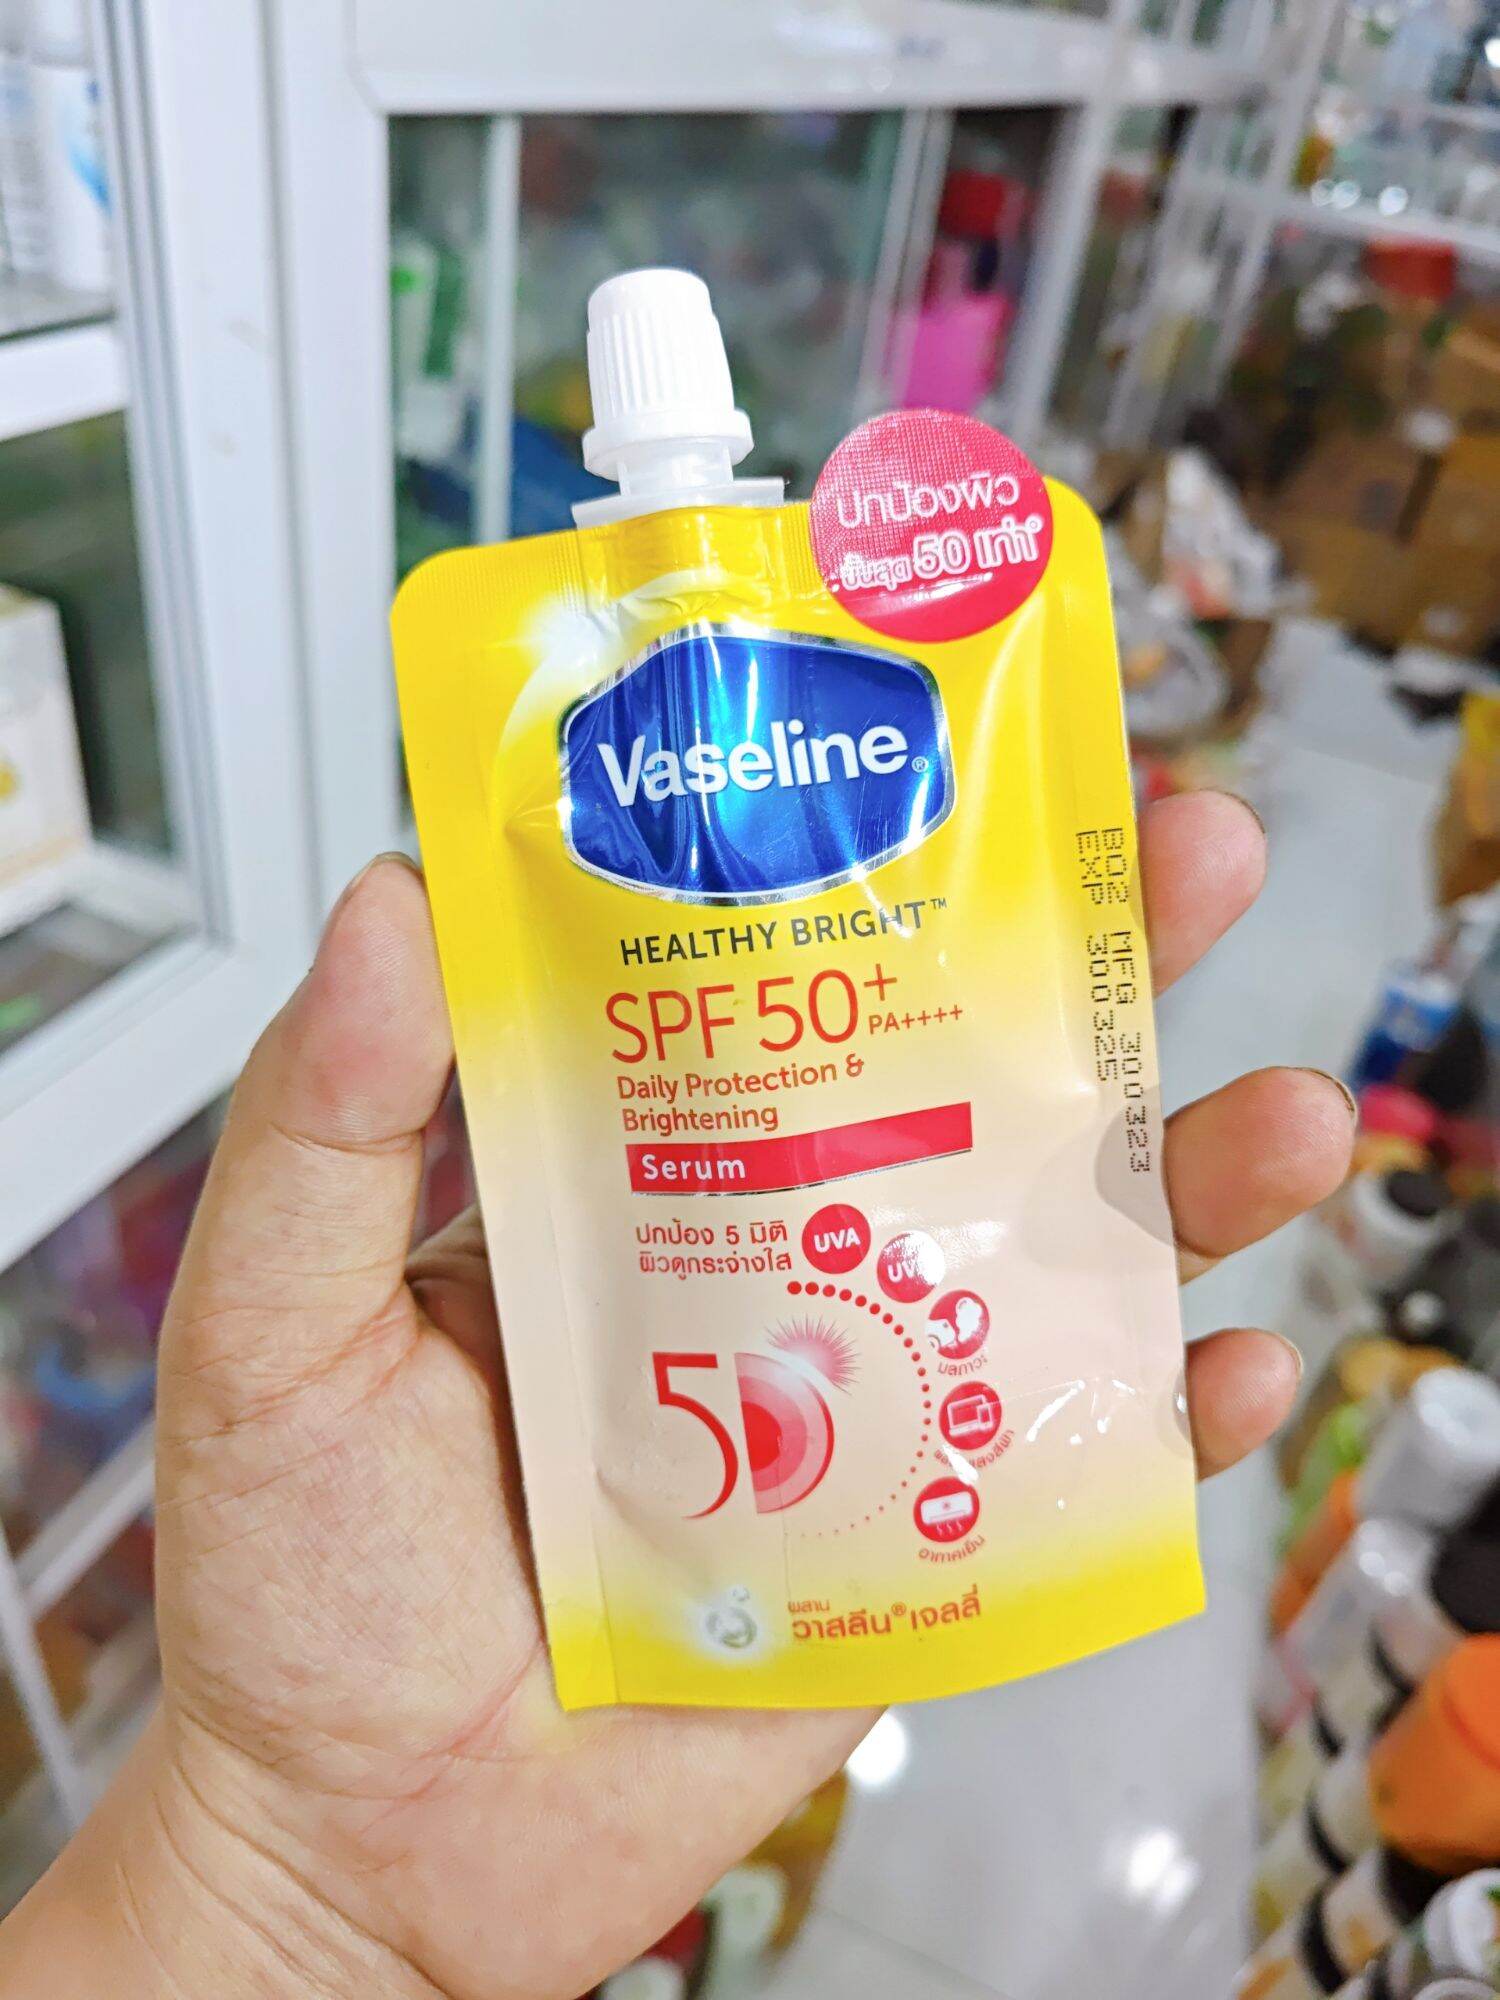 ปกป้องผิว
ขั้นสุด 50 เท่า*
Vaseline®
HEALTHY BRIGHT™
SPF 50+
PA++++
Daily Protection &
Brightening
Serum
ปกป้อง 5 มิติ
ผิวดูกระจ่างใส
UVA
5D
มลภาวะ
อากาศเย็น
ผสาน
วาสลีน® เจลลี่
B02 MFG 300323
EXP 300325